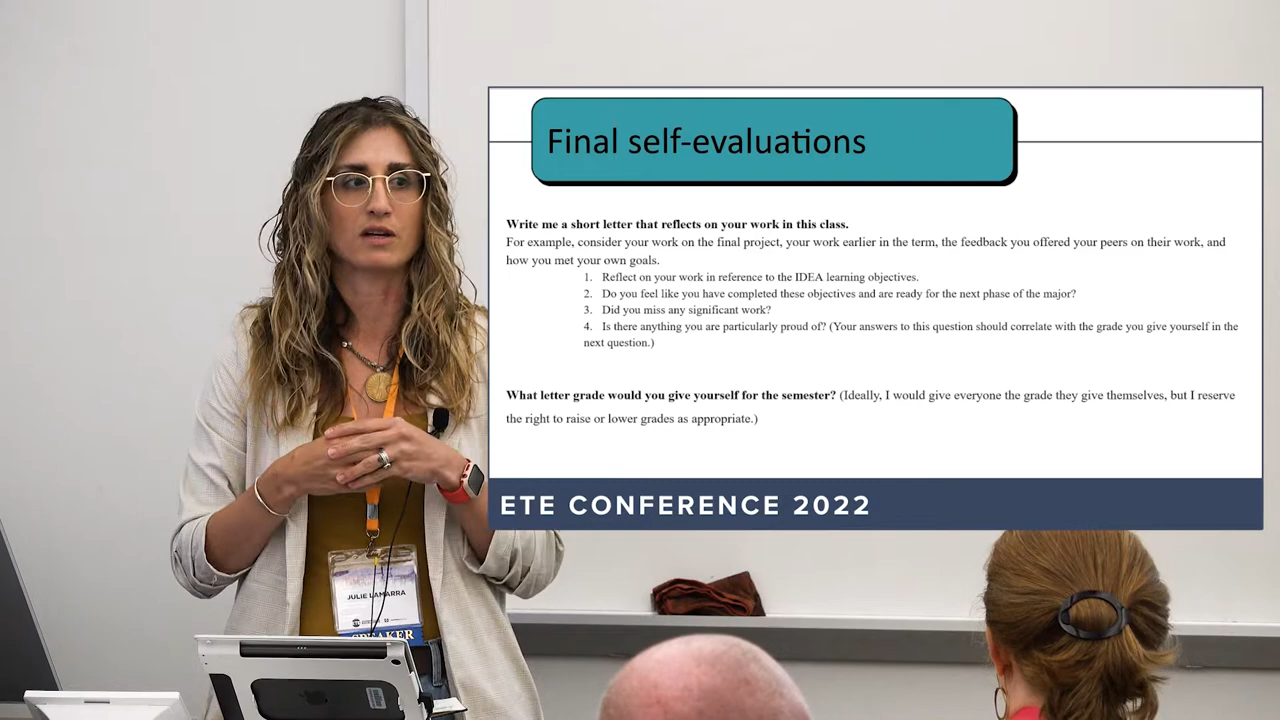 Final self-evaluations
Write me a short letter that reflects on your work in this class.
For example, consider your work on the final project, your work earlier in the term, the feedback you offered your peers on their work, and
how you met your own goals.
1. Reflect on your work in reference to the IDEA learning objectives.
2. Do you feel like you have completed these objectives and are ready for the next phase of the major?
3. Did you miss any significant work?
4. Is there anything you are particularly proud of? (Your answers to this question should correlate with the grade you give yourself in the
next question.)
What letter grade would you give yourself for the semester? (Ideally, I would give everyone the grade they give themselves, but I reserve
the right to raise or lower grades as appropriate.)
ETE CONFERENCE 2022
JULIE LAMARRA
SPEAKER